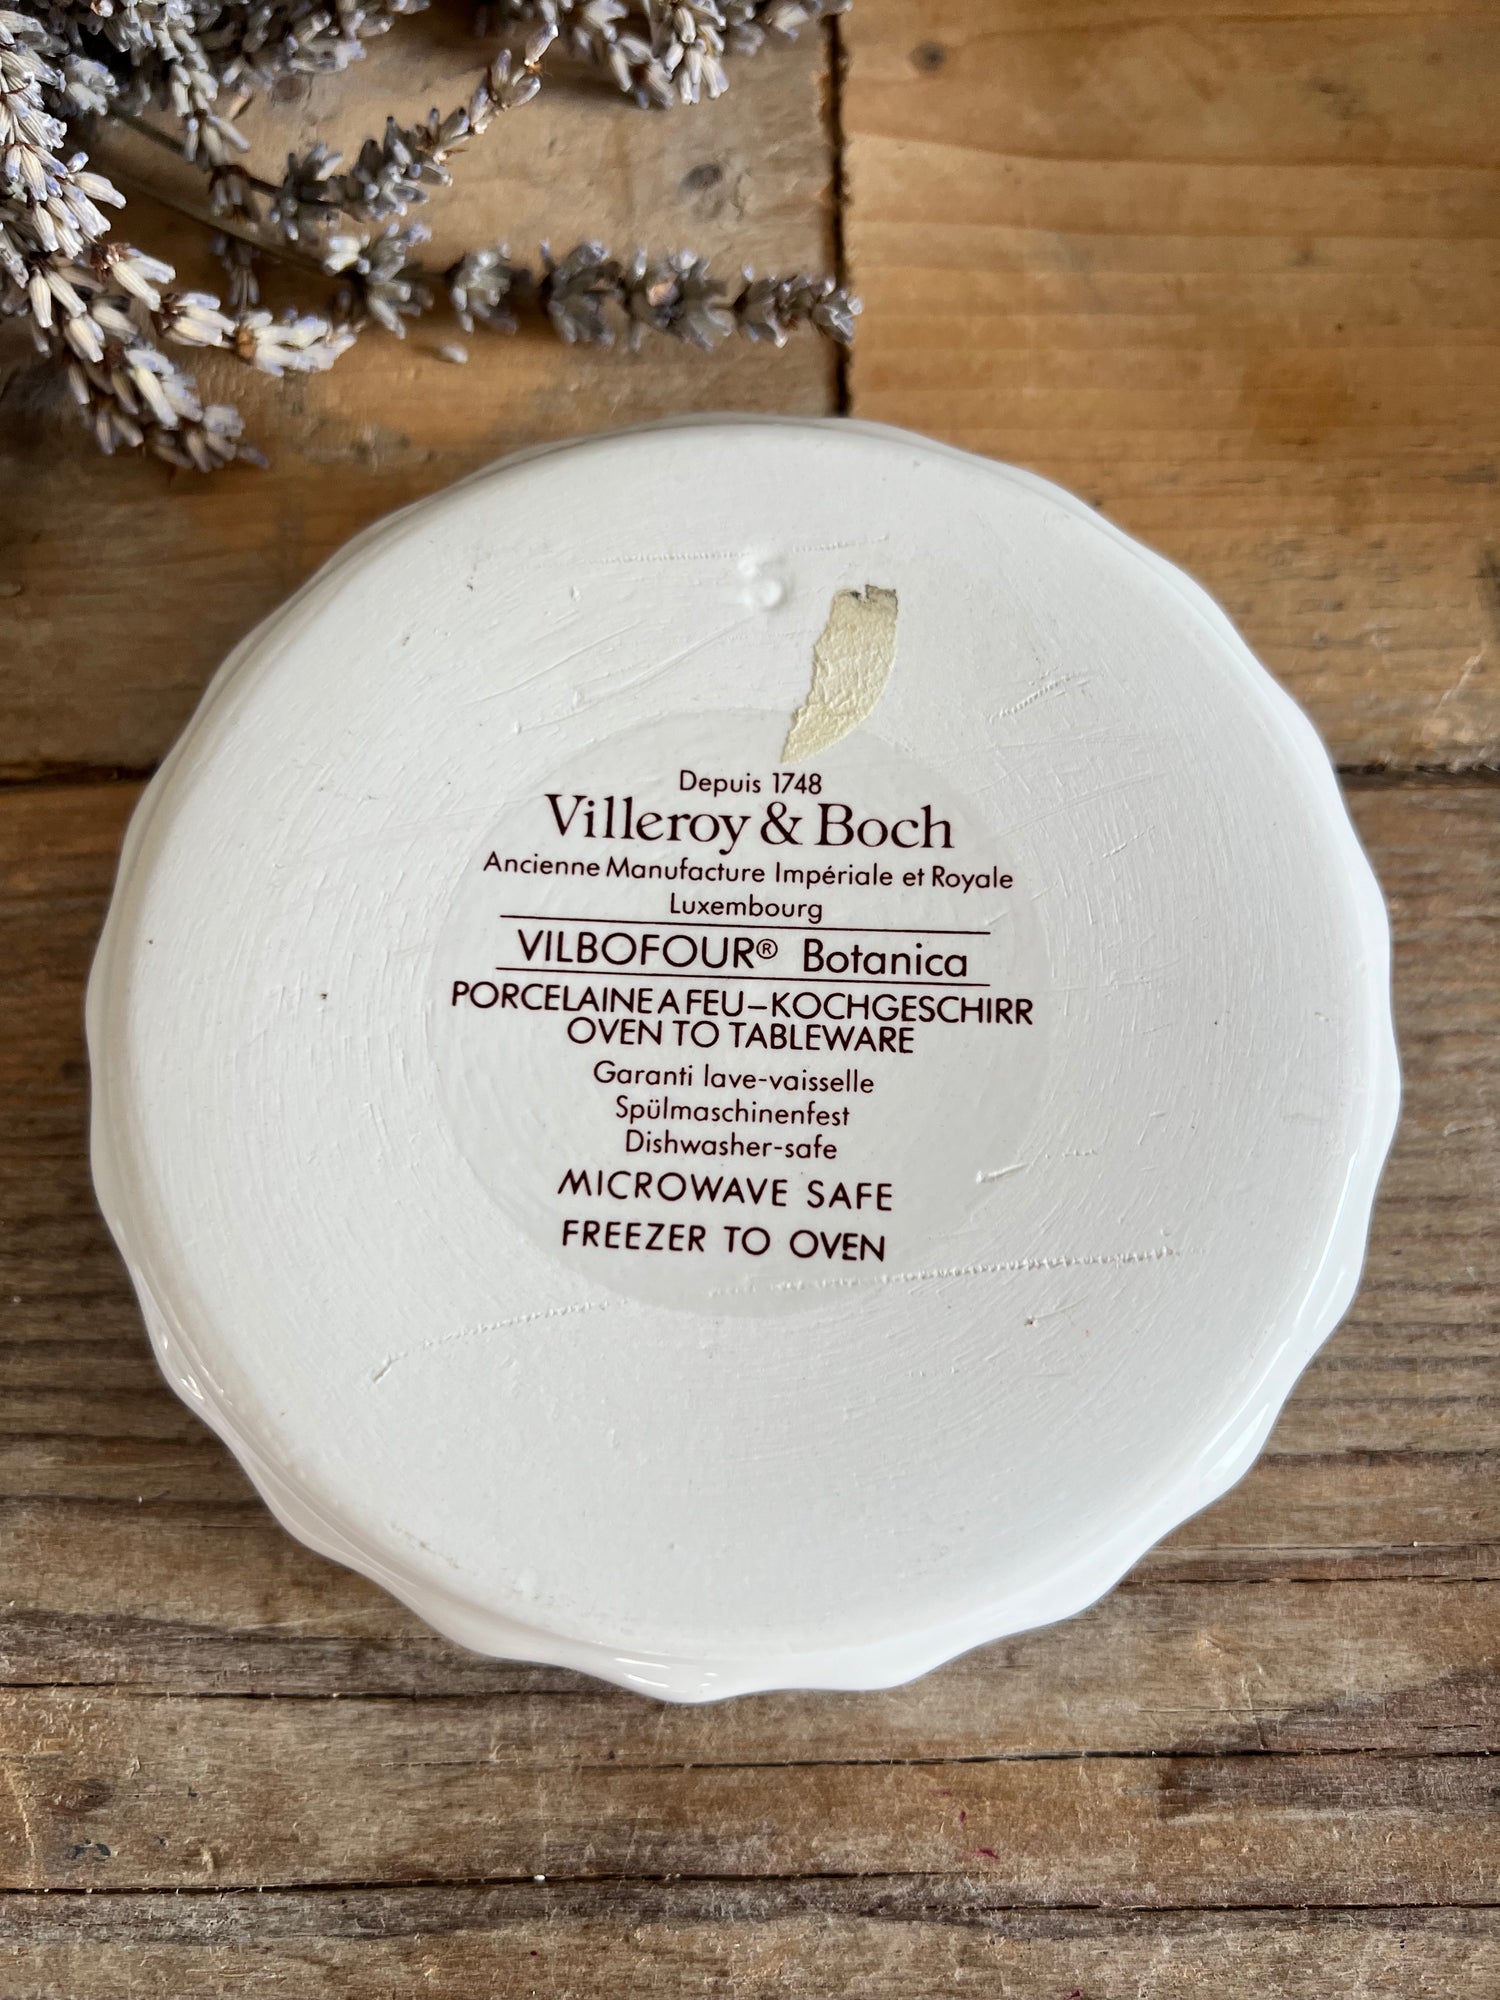 Depuis 1748
Villeroy & Boch
Ancienne Manufacture Impériale et Royale
Luxembourg
VILBOFOUR® Botanica
PORCELAINE A FEU–KOCHGESCHIRR
OVEN TO TABLEWARE
Garanti lave-vaisselle
Spülmaschinenfest
Dishwasher-safe
MICROWAVE SAFE
FREEZER TO OVEN